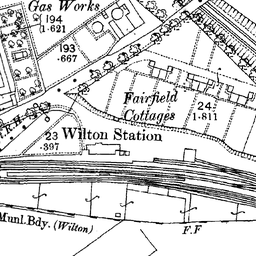 Gas Works
194
1·621
193
·667
Fairfield
Cottages
24
1·811
T.R.H.
23
·397
Wilton Station
Munl. Bdy. (Wilton)
F.F